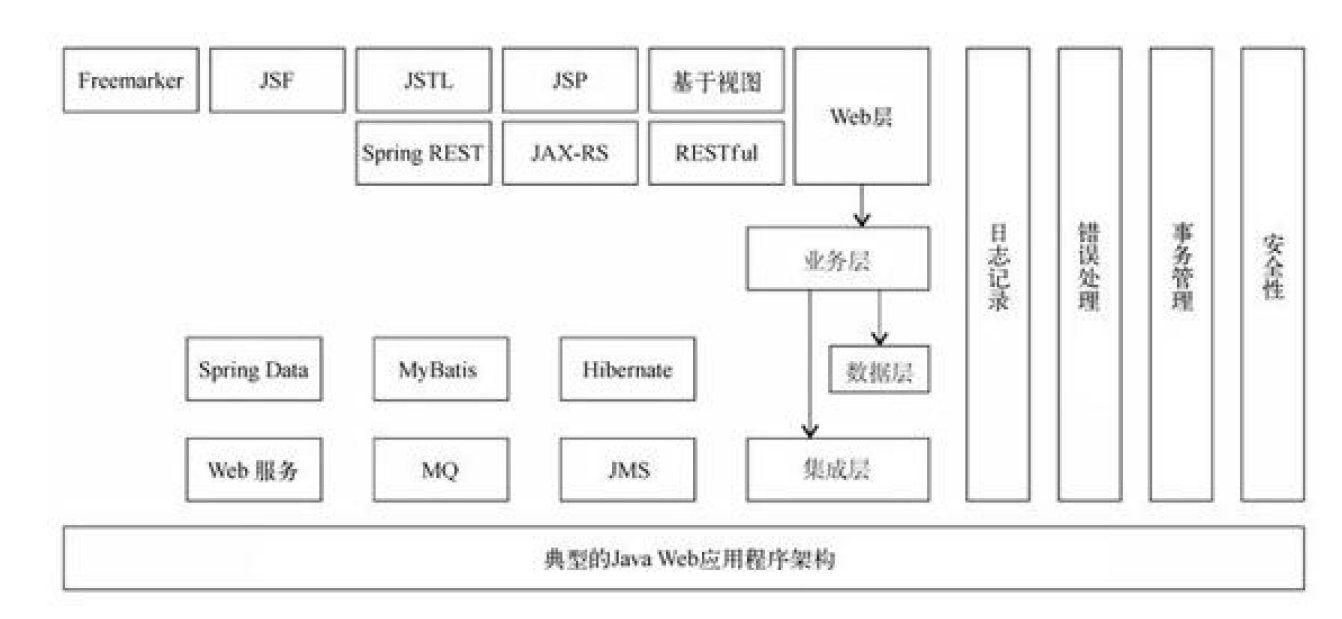 Freemarker
JSF
JSTL
JSP
基于视图
Web层
Spring REST
JAX-RS
RESTful
业务层
Spring Data
MyBatis
Hibernate
数据层
Web 服务
MQ
JMS
集成层
日志记录
错误处理
事务管理
安全性
典型的Java Web应用程序架构